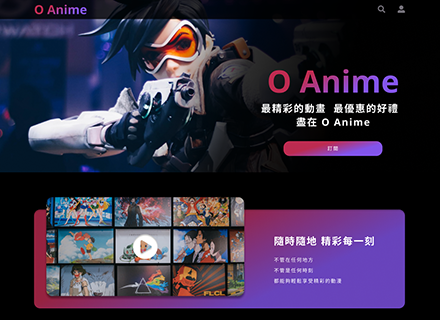 O Anime
O Anime
最精彩的動畫 最優惠的好禮
盡在 O Anime
訂閱
隨時隨地 精彩每一刻
不管在任何地方
不管是任何時刻
都能夠輕鬆享受精彩的動漫
FLCL